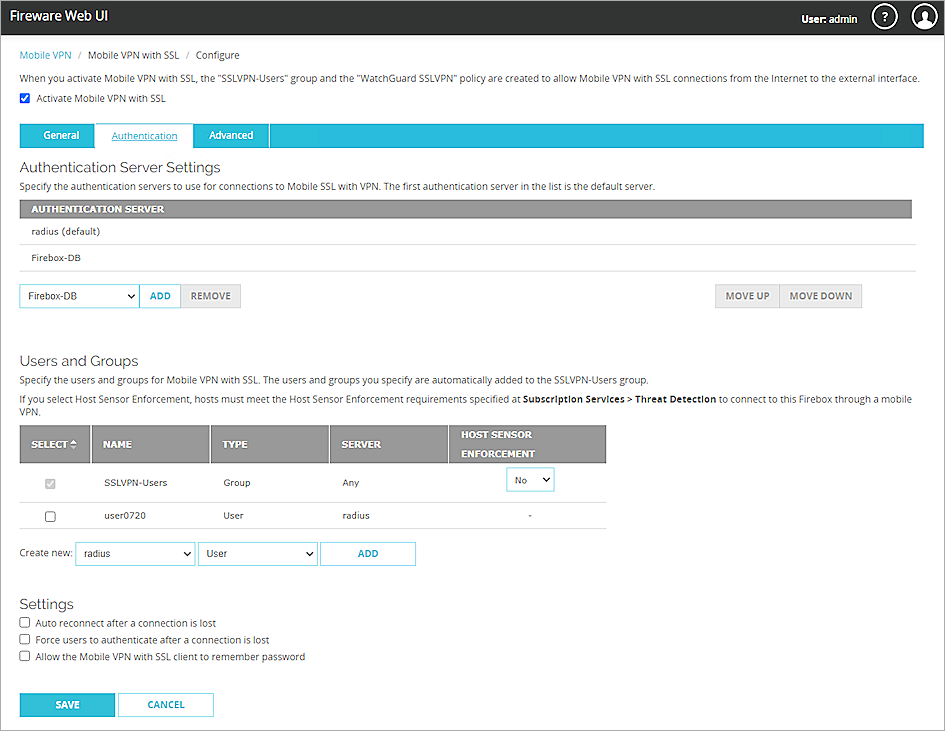 Fireware Web UI
User: admin
?
Mobile VPN / Mobile VPN with SSL / Configure
When you activate Mobile VPN with SSL, the "SSLVPN-Users" group and the "WatchGuard SSLVPN" policy are created to allow Mobile VPN with SSL connections from the Internet to the external interface.
Activate Mobile VPN with SSL
General Authentication Advanced
Authentication Server Settings
Specify the authentication servers to use for connections to Mobile SSL with VPN. The first authentication server in the list is the default server.
AUTHENTICATION SERVER
radius (default)
Firebox-DB
Firebox-DB ADD REMOVE MOVE UP MOVE DOWN
Users and Groups
Specify the users and groups for Mobile VPN with SSL. The users and groups you specify are automatically added to the SSLVPN-Users group.
If you select Host Sensor Enforcement, hosts must meet the Host Sensor Enforcement requirements specified at Subscription Services > Threat Detection to connect to this Firebox through a mobile
VPN.
SELECT NAME TYPE SERVER HOST SENSOR
ENFORCEMENT
SSLVPN-Users Group Any No
user0720 User radius -
Create new: radius User ADD
Settings
Auto reconnect after a connection is lost
Force users to authenticate after a connection is lost
Allow the Mobile VPN with SSL client to remember password
SAVE CANCEL